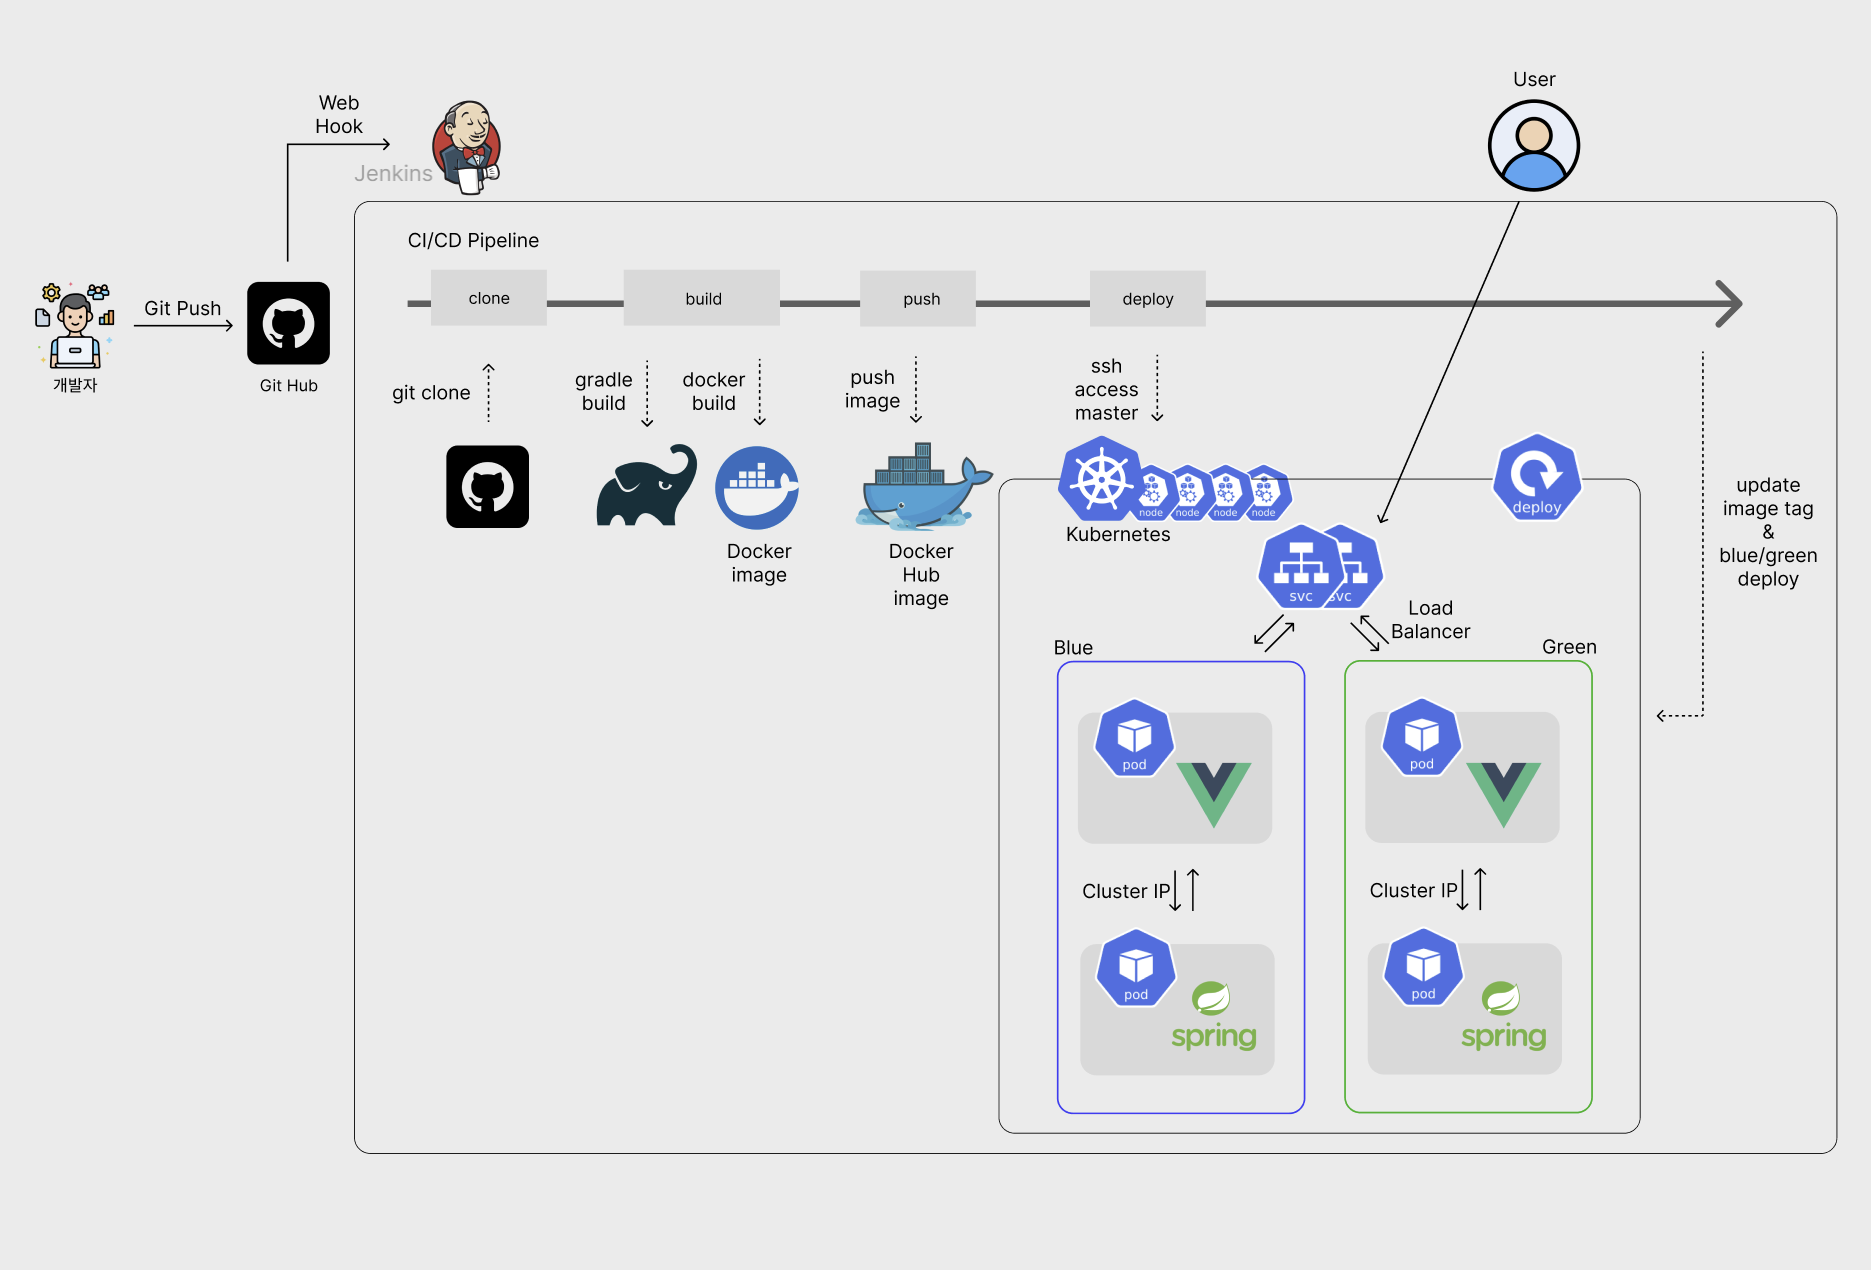 User
Web
Hook
Jenkins
CI/CD Pipeline
clone
build
push
deploy
Git Push
개발자
Git Hub
git clone
gradle
build
docker
build
push
image
ssh
access
master
Docker
image
Docker
Hub
image
Kubernetes
node
node
node
node
deploy
update
image tag
&
blue/green
deploy
svc
svc
Load
Balancer
Blue
Green
pod
pod
Cluster IP
Cluster IP
pod
spring
pod
spring